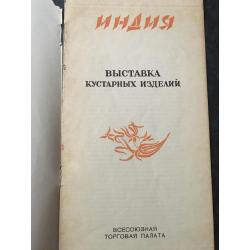 ИНДИЯ
ВЫСТАВКА
КУСТАРНЫХ ИЗДЕЛИЙ
ВСЕСОЮЗНАЯ
ТОРГОВАЯ ПАЛАТА